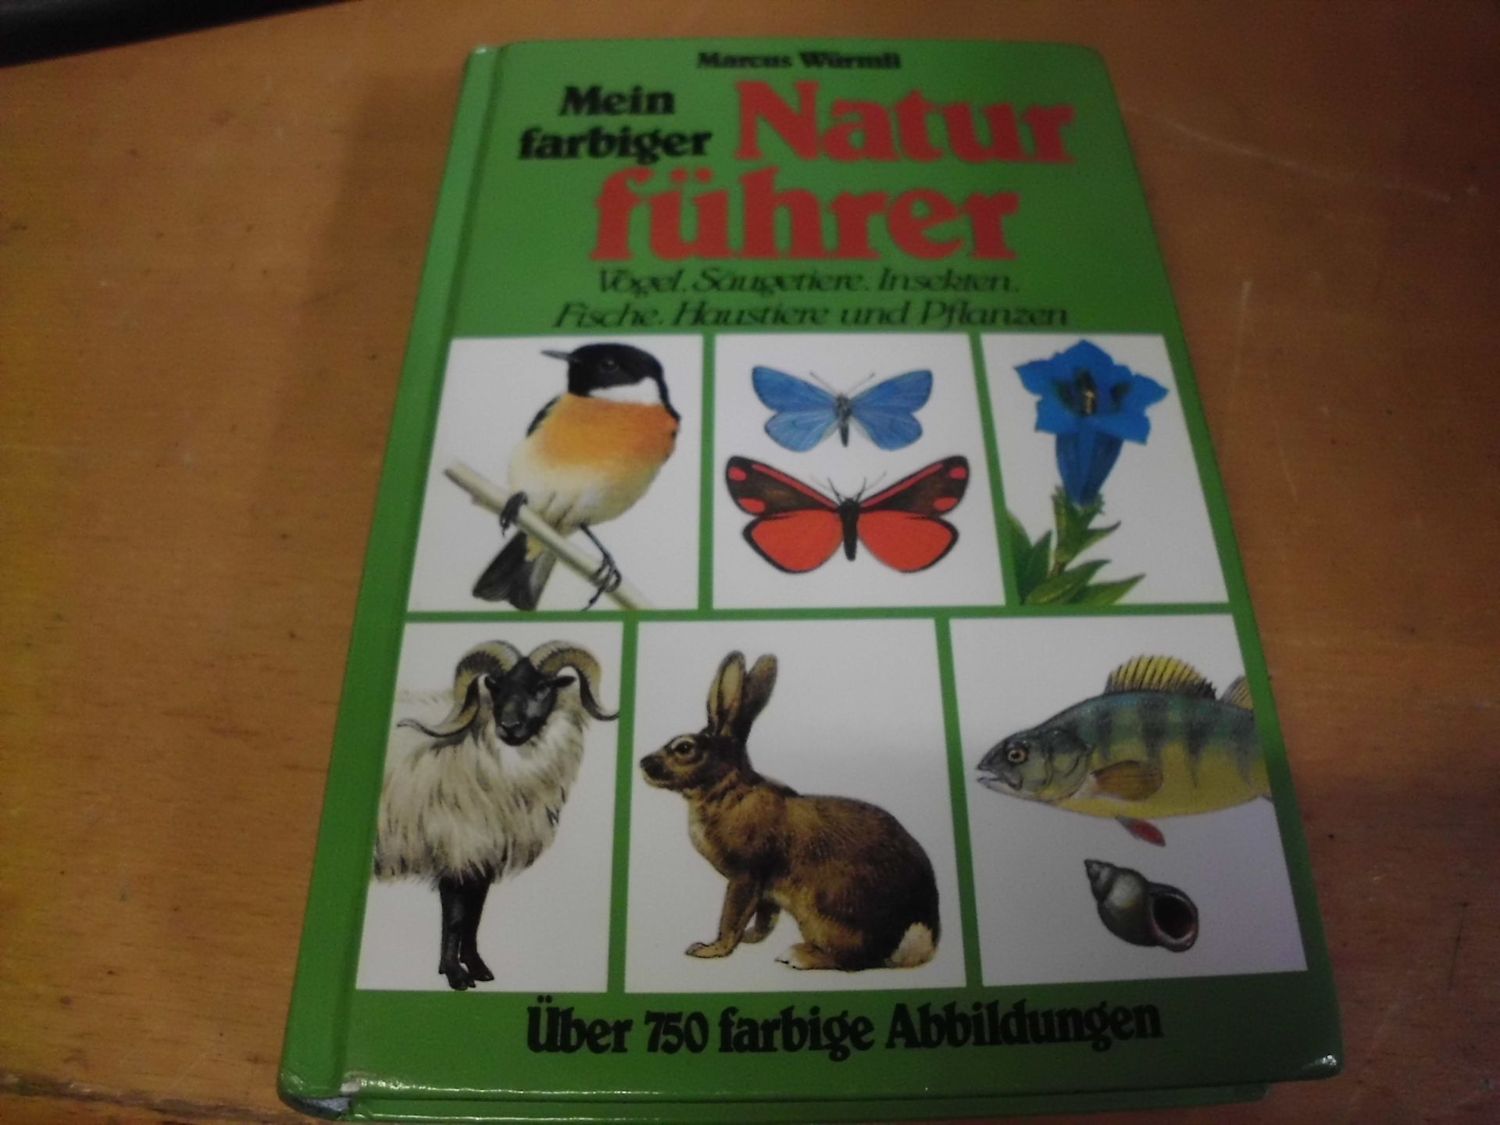 Marcus Würmli
Mein
farbiger
Natur
führer
Vögel, Säugetiere, Insekten,
Fische, Haustiere und Pflanzen
Über 750 farbige Abbildungen